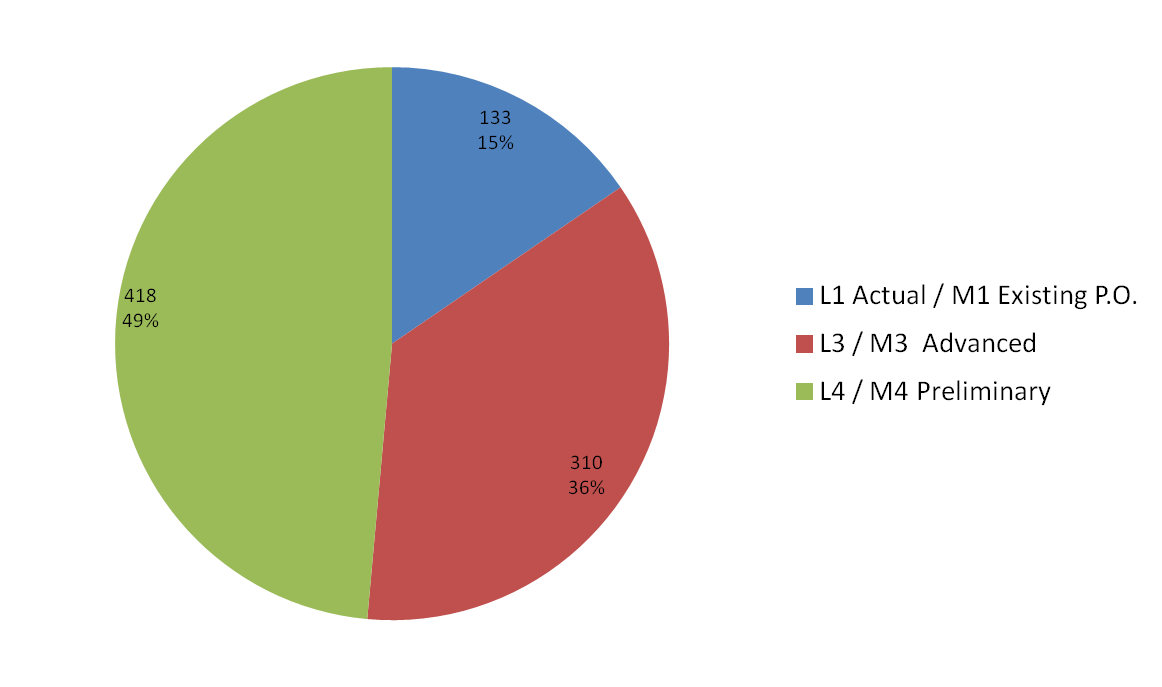 133
15%
418
49%
310
36%
L1 Actual / M1 Existing P.O.
L3 / M3  Advanced
L4 / M4 Preliminary